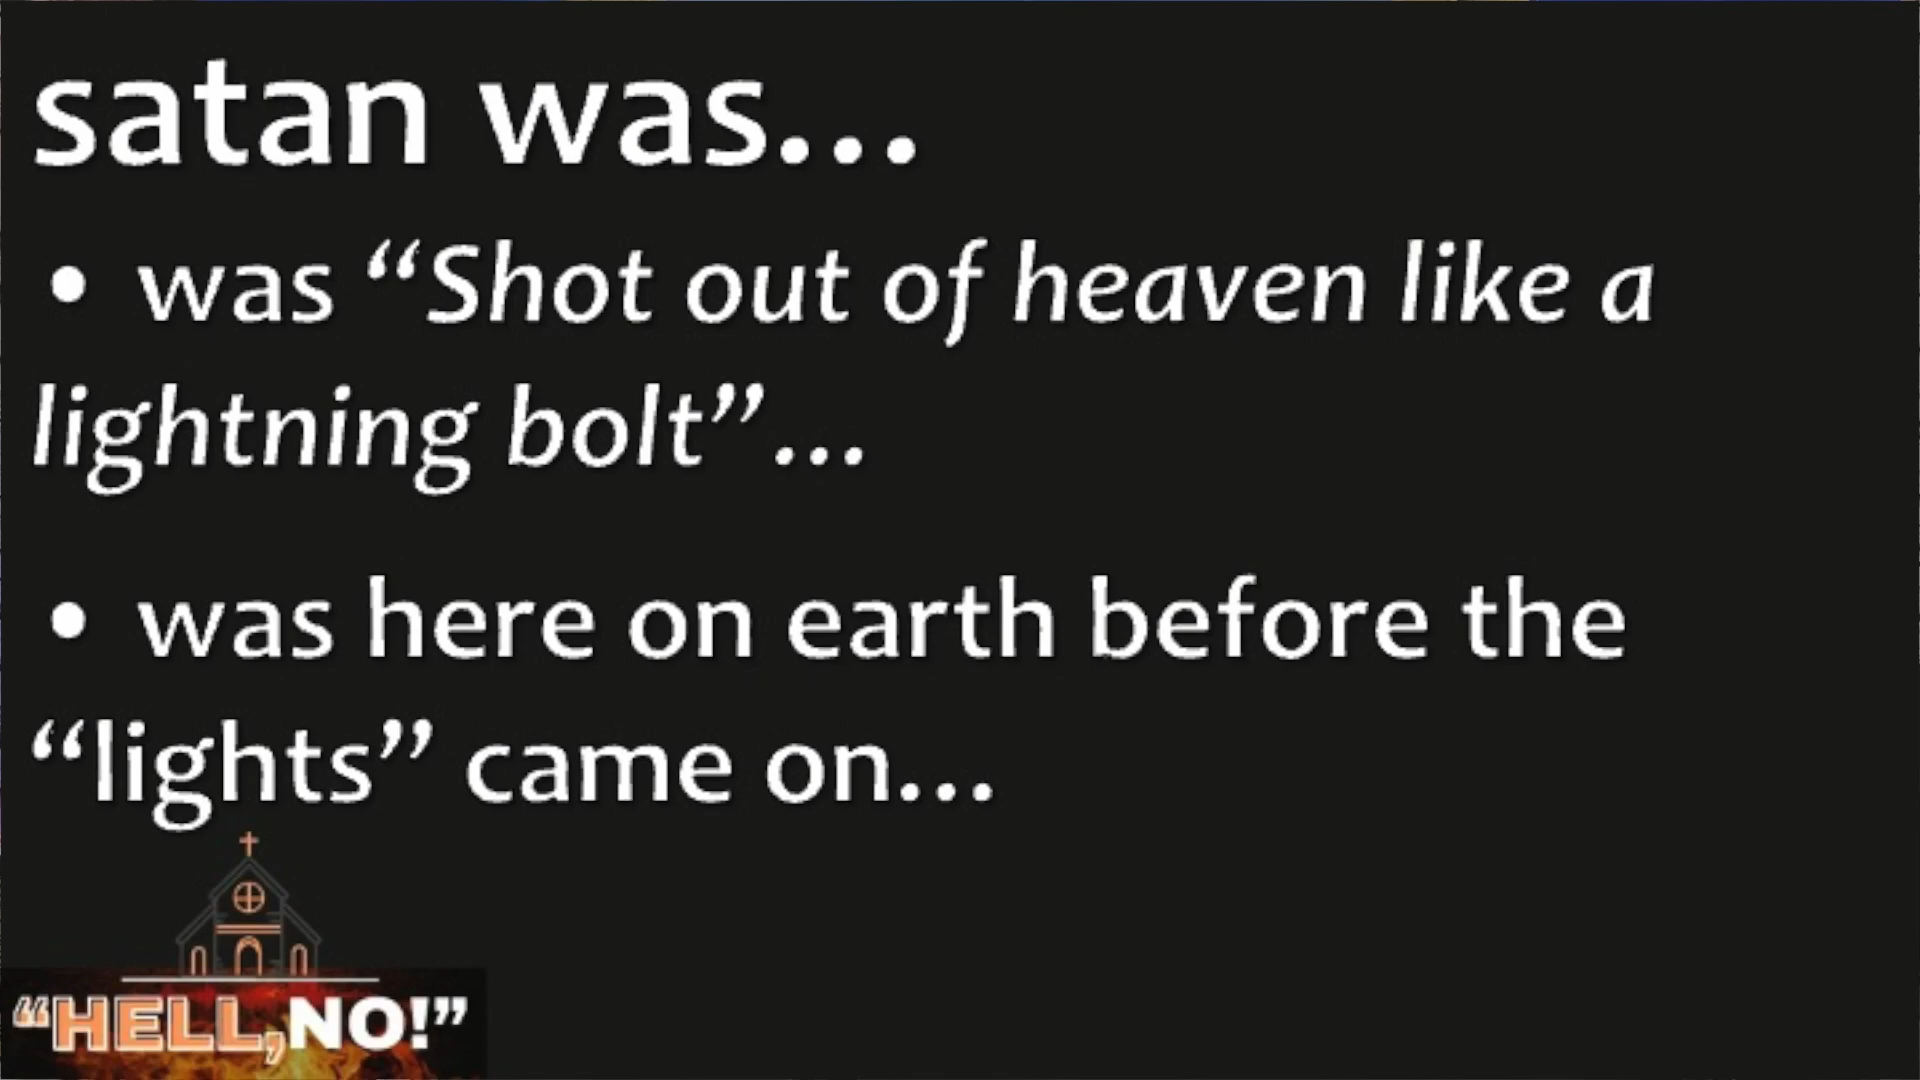 satan was...
• was “Shot out of heaven like a
lightning bolt”...
• was here on earth before the
“lights” came on...
“HELL, NO!”